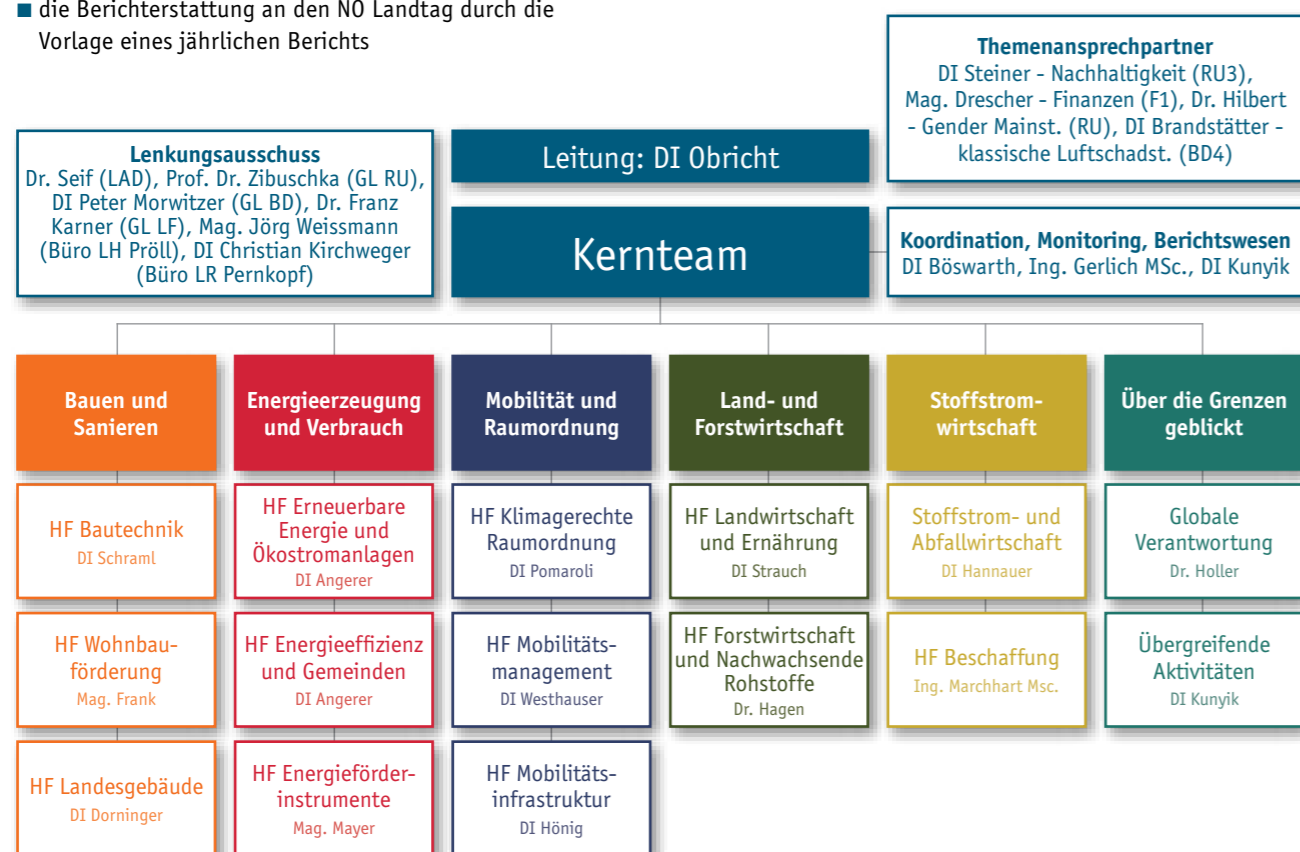 ■ die Berichterstattung an den NÖ Landtag durch die
Vorlage eines jährlichen Berichts
Themenansprechpartner
DI Steiner - Nachhaltigkeit (RU3),
Mag. Drescher - Finanzen (F1), Dr. Hilbert
- Gender Mainst. (RU), DI Brandstätter -
klassische Luftschadst. (BD4)
Lenkungsausschuss
Dr. Seif (LAD), Prof. Dr. Zibuschka (GL RU),
DI Peter Morwitzer (GL BD), Dr. Franz
Karner (GL LF), Mag. Jörg Weissmann
(Büro LH Pröll), DI Christian Kirchweger
(Büro LR Pernkopf)
Leitung: DI Obricht
Kernteam
Koordination, Monitoring, Berichtswesen
DI Böswarth, Ing. Gerlich MSc., DI Kunyik
Bauen und
Sanieren
HF Bautechnik
DI Schraml
HF Wohnbau-
förderung
Mag. Frank
HF Landesgebäude
DI Dorninger
Energieerzeugung
und Verbrauch
HF Erneuerbare
Energie und
Ökostromanlagen
DI Angerer
HF Energieeffizienz
und Gemeinden
DI Angerer
HF Energieförder-
instrumente
Mag. Mayer
Mobilität und
Raumordnung
HF Klimagerechte
Raumordnung
DI Pomaroli
HF Mobilitäts-
management
DI Westhauser
HF Mobilitäts-
infrastruktur
DI Hönig
Land- und
Forstwirtschaft
HF Landwirtschaft
und Ernährung
DI Strauch
HF Forstwirtschaft
und Nachwachsende
Rohstoffe
Dr. Hagen
Stoffstrom-
wirtschaft
Stoffstrom- und
Abfallwirtschaft
DI Hannauer
HF Beschaffung
Ing. Marchhart Msc.
Über die Grenzen
geblickt
Globale
Verantwortung
Dr. Holler
Übergreifende
Aktivitäten
DI Kunyik